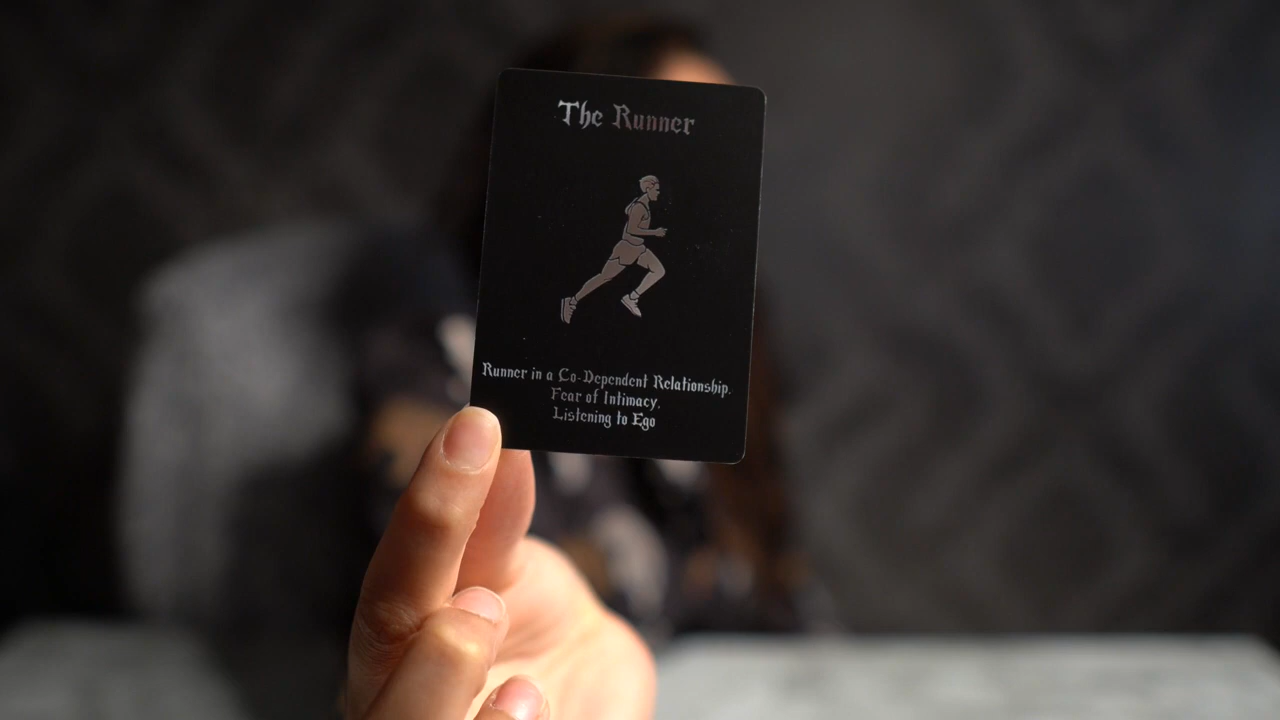 The Runner
Runner in a Co-Dependent Relationship.
Fear of Intimacy.
Listening to Ego